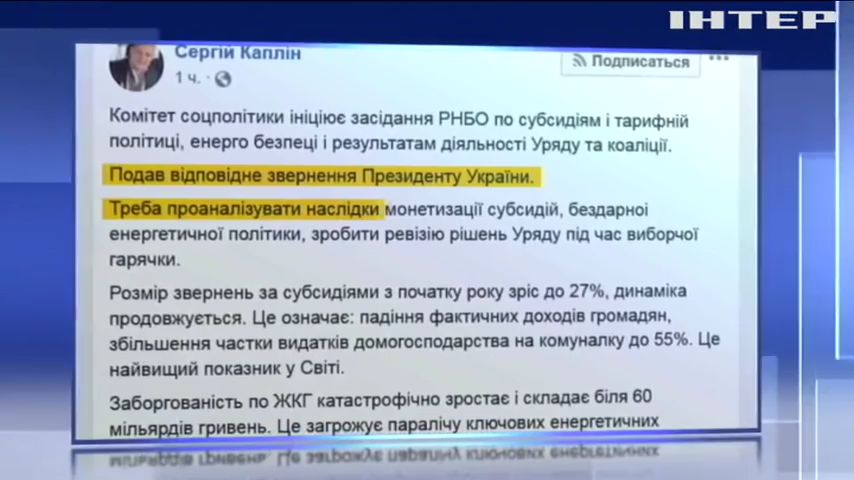 ІНТЕР
Сергій Каплін
1 ч. ·
Подписаться
Комітет соцполітики ініціює засідання РНБО по субсидіям і тарифній
політиці, енерго безпеці і результатам діяльності Уряду та коаліції.
Подав відповідне звернення Президенту України.
Треба проаналізувати наслідки монетизації субсидій, бездарної
енергетичної політики, зробити ревізію рішень Уряду під час виборчої
гарячки.
Розмір звернень за субсидіями з початку року зріс до 27%, динаміка
продовжується. Це означає: падіння фактичних доходів громадян,
збільшення частки видатків домогосподарства на комуналку до 55%. Це
найвищий показник у Світі.
Заборгованість по ЖКГ катастрофічно зростає і складає біля 60
мільярдів гривень. Це загрожує паралічу ключових енергетичних